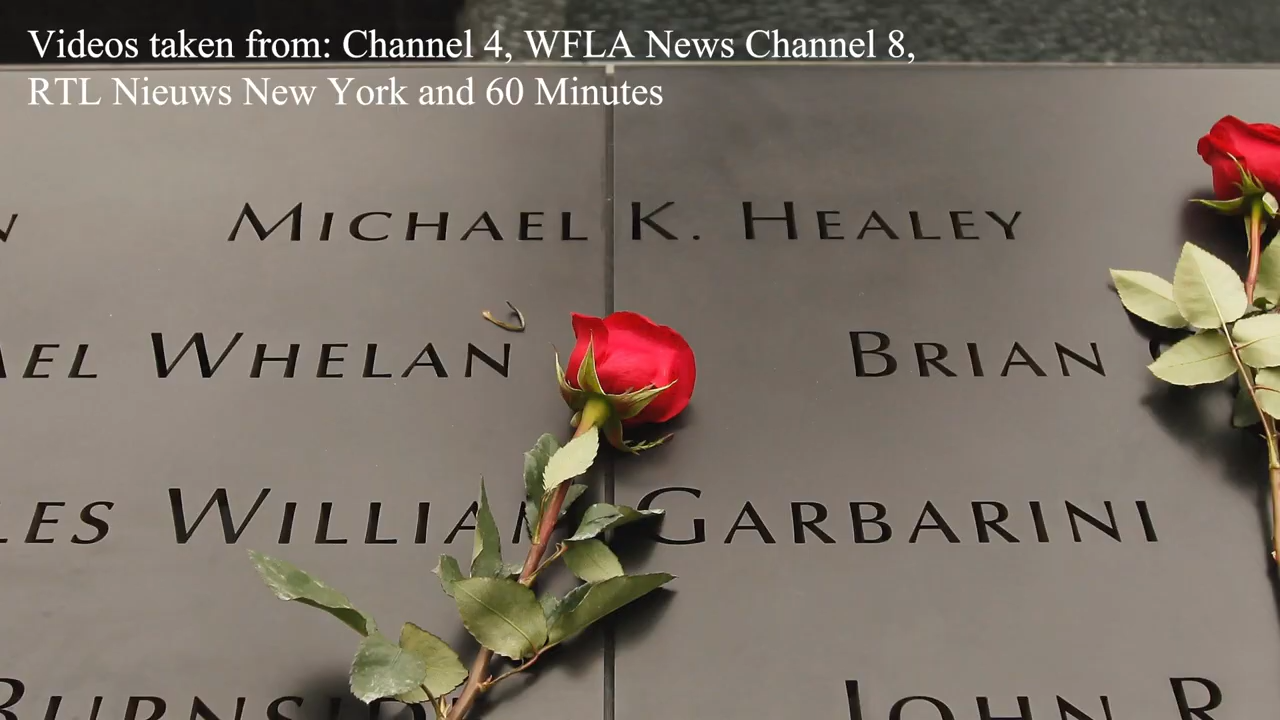 Videos taken from: Channel 4, WFLA News Channel 8,
RTL Nieuws New York and 60 Minutes
MICHAEL K. HEALEY
WHELAN BRIAN
WILLIAM GARBARINI
JOHN R